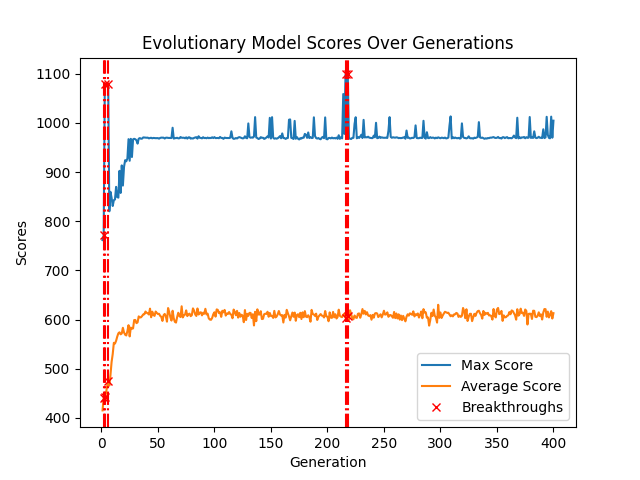 Evolutionary Model Scores Over Generations
1100
1000
900
800
700
600
500
400
Scores
Max Score
Average Score
Breakthroughs
0 50 100 150 200 250 300 350 400
Generation